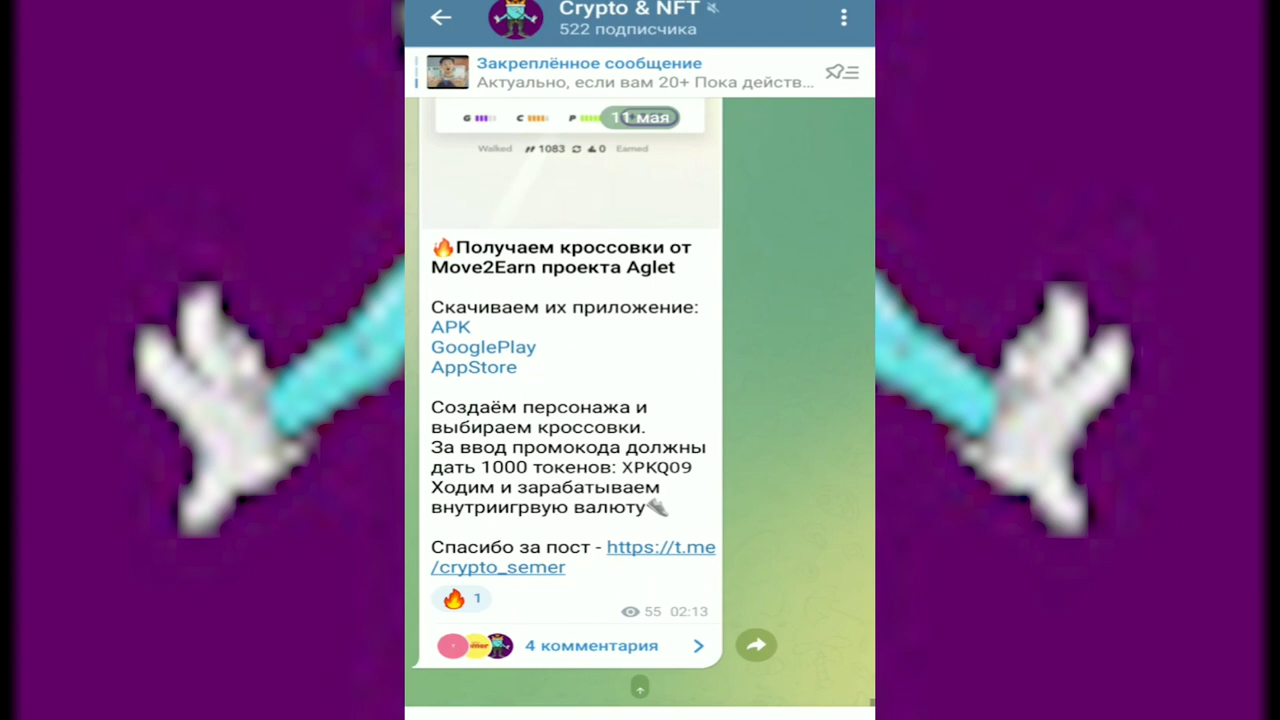 Crypto & NFT
522 подписчика
Закреплённое сообщение
Актуально, если вам 20+ Пока действ...
G C P 11 мая
Walked 1083 0 Earned
🔥Получаем кроссовки от
Move2Earn проекта Aglet
Скачиваем их приложение:
APK
GooglePlay
AppStore
Создаём персонажа и
выбираем кроссовки.
За ввод промокода должны
дать 1000 токенов: XPKQ09
Ходим и зарабатываем
внутриигрвую валюту👟
Спасибо за пост - https://t.me
/crypto_semer
🔥 1
55 02:13
4 комментария